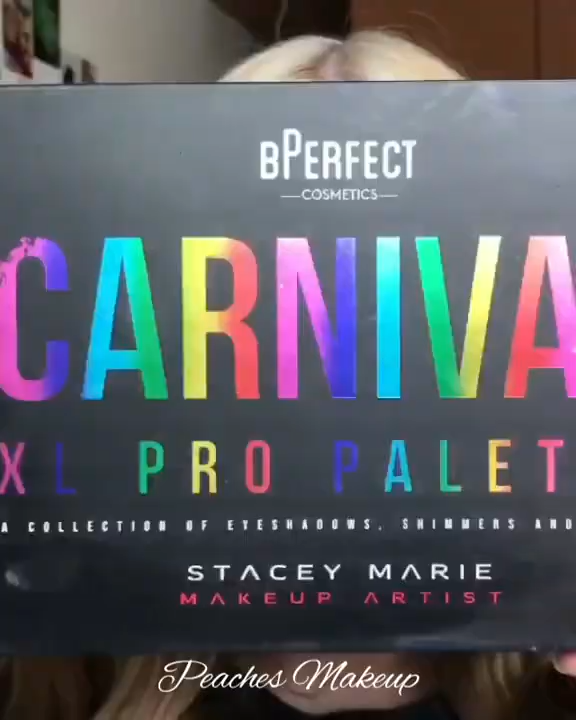 BPERFECT
COSMETICS
CARNIVA
XL PRO PALET
A COLLECTION OF EYESHADOWS, SHIMMERS AND
STACEY MARIE
MAKEUP ARTIST
Peaches Makeup